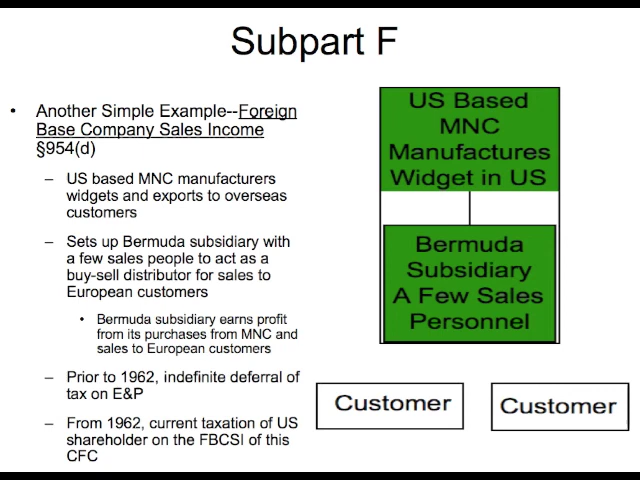 Subpart F
• Another Simple Example--Foreign
Base Company Sales Income
§954(d)
– US based MNC manufacturers
widgets and exports to overseas
customers
– Sets up Bermuda subsidiary with
a few sales people to act as a
buy-sell distributor for sales to
European customers
• Bermuda subsidiary earns profit
from its purchases from MNC and
sales to European customers
– Prior to 1962, indefinite deferral of
tax on E&P
– From 1962, current taxation of US
shareholder on the FBCSI of this
CFC
US Based
MNC
Manufactures
Widget in US
Bermuda
Subsidiary
A Few Sales
Personnel
Customer
Customer